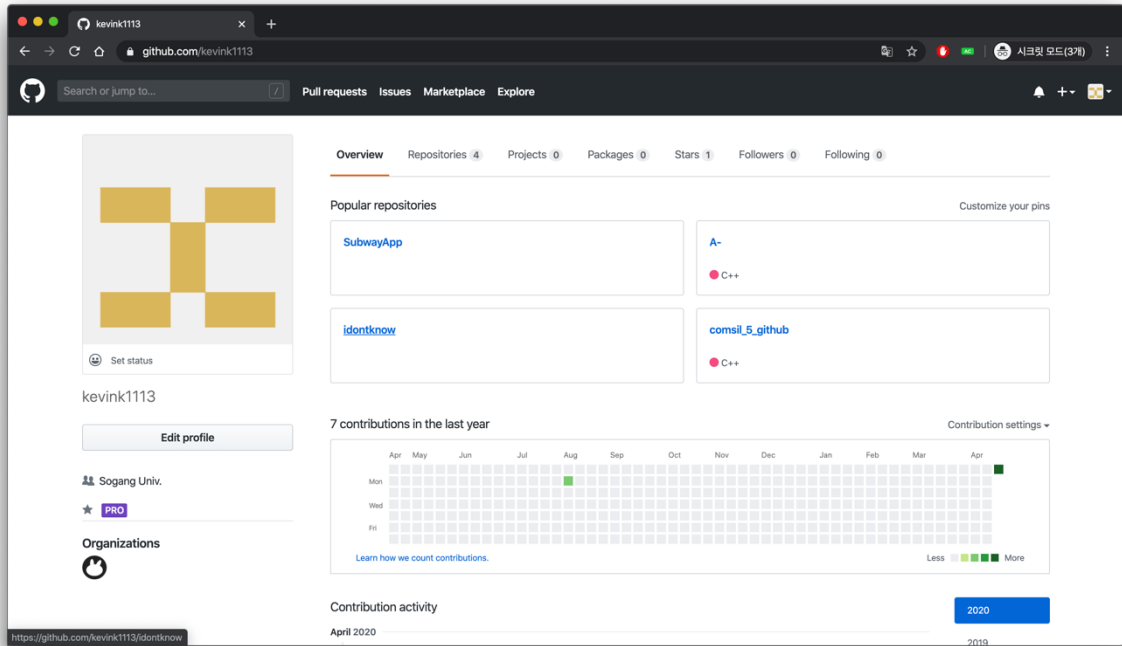 kevink1113
github.com/kevink1113
AC
시크릿 모드(3개)
Search or jump to...
/
Pull requests Issues Marketplace Explore
Overview Repositories 4 Projects 0 Packages 0 Stars 1 Followers 0 Following 0
Popular repositories
Customize your pins
SubwayApp
A-
C++
idontknow
comsil_5_github
C++
Set status
kevink1113
Edit profile
Sogang Univ.
PRO
Organizations
7 contributions in the last year
Contribution settings
Apr May Jun Jul Aug Sep Oct Nov Dec Jan Feb Mar Apr
Mon
Wed
Fri
Learn how we count contributions.
Less More
Contribution activity
2020
April 2020
2019
https://github.com/kevink1113/idontknow